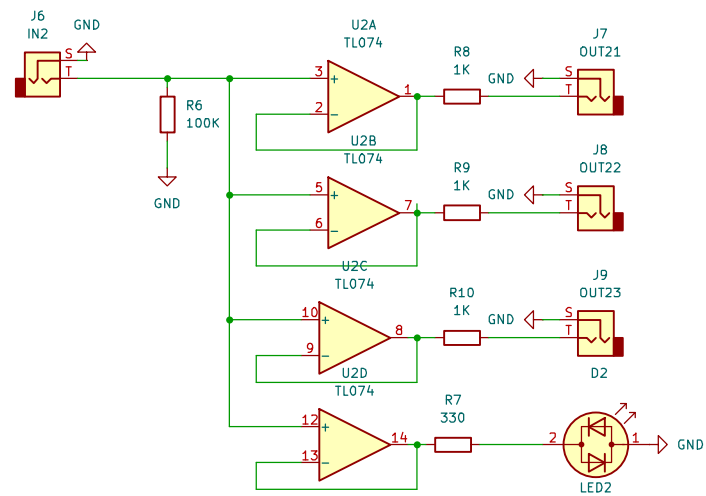 J6
IN2
GND
S
T
R6
100K
GND
U2A
TL074
3
+
2
−
1
R8
1K
GND
J7
OUT21
S
T
U2B
TL074
5
+
6
−
7
R9
1K
GND
J8
OUT22
S
T
U2C
TL074
10
+
9
−
8
R10
1K
GND
J9
OUT23
S
T
U2D
TL074
12
+
13
−
14
R7
330
D2
2
1
GND
LED2